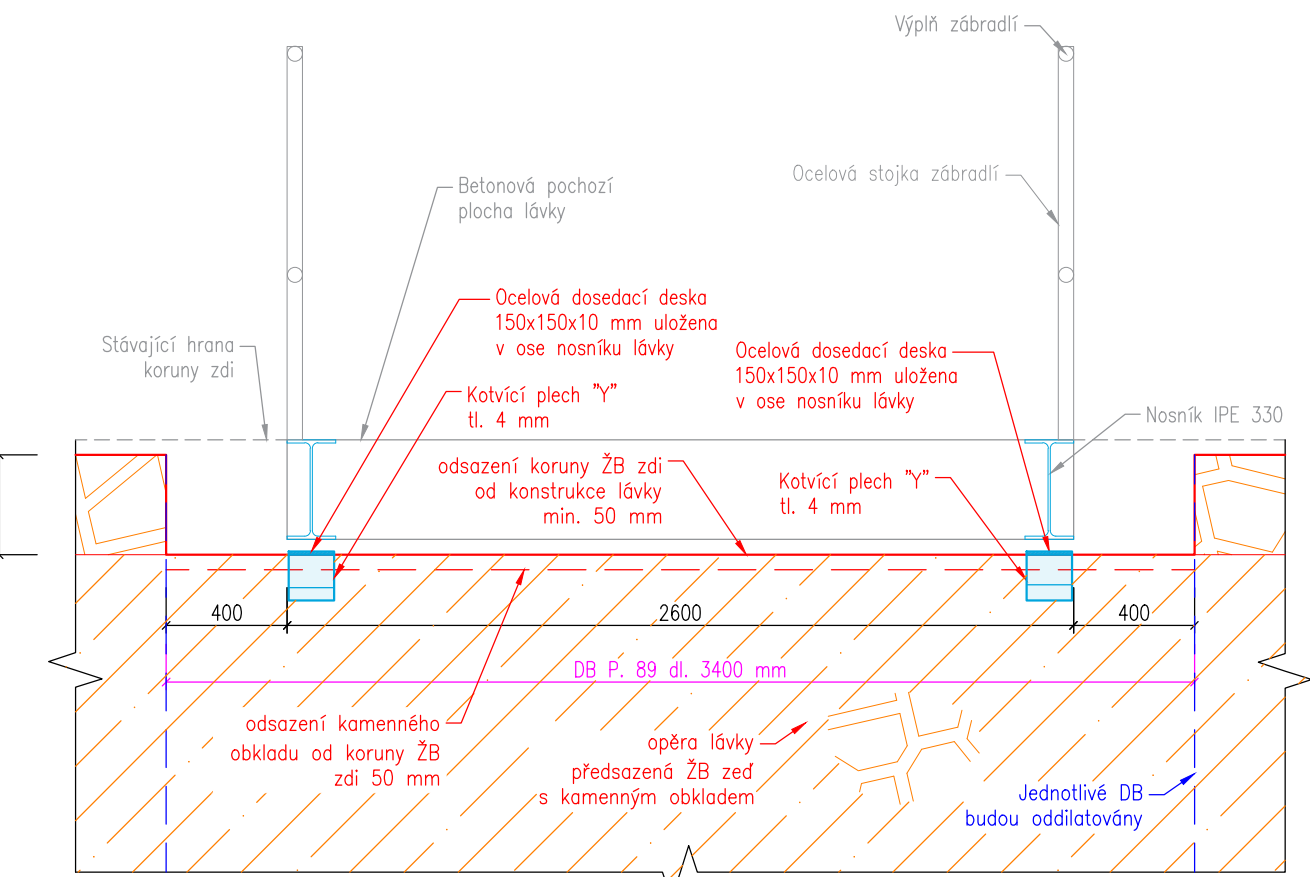 Výplň zábradlí
Ocelová stojka zábradlí
Betonová pochozí
plocha lávky
Ocelová dosedací deska
150x150x10 mm uložena
v ose nosníku lávky
Stávající hrana
koruny zdi
Ocelová dosedací deska
150x150x10 mm uložena
v ose nosníku lávky
Kotvící plech "Y"
tl. 4 mm
Nosník IPE 330
odsazení koruny ŽB zdi
od konstrukce lávky
min. 50 mm
Kotvící plech "Y"
tl. 4 mm
400
2600
400
DB P. 89 dl. 3400 mm
odsazení kamenného
obkladu od koruny ŽB
zdi 50 mm
opěra lávky
předsazená ŽB zeď
s kamenným obkladem
Jednotlivé DB
budou oddilatovány